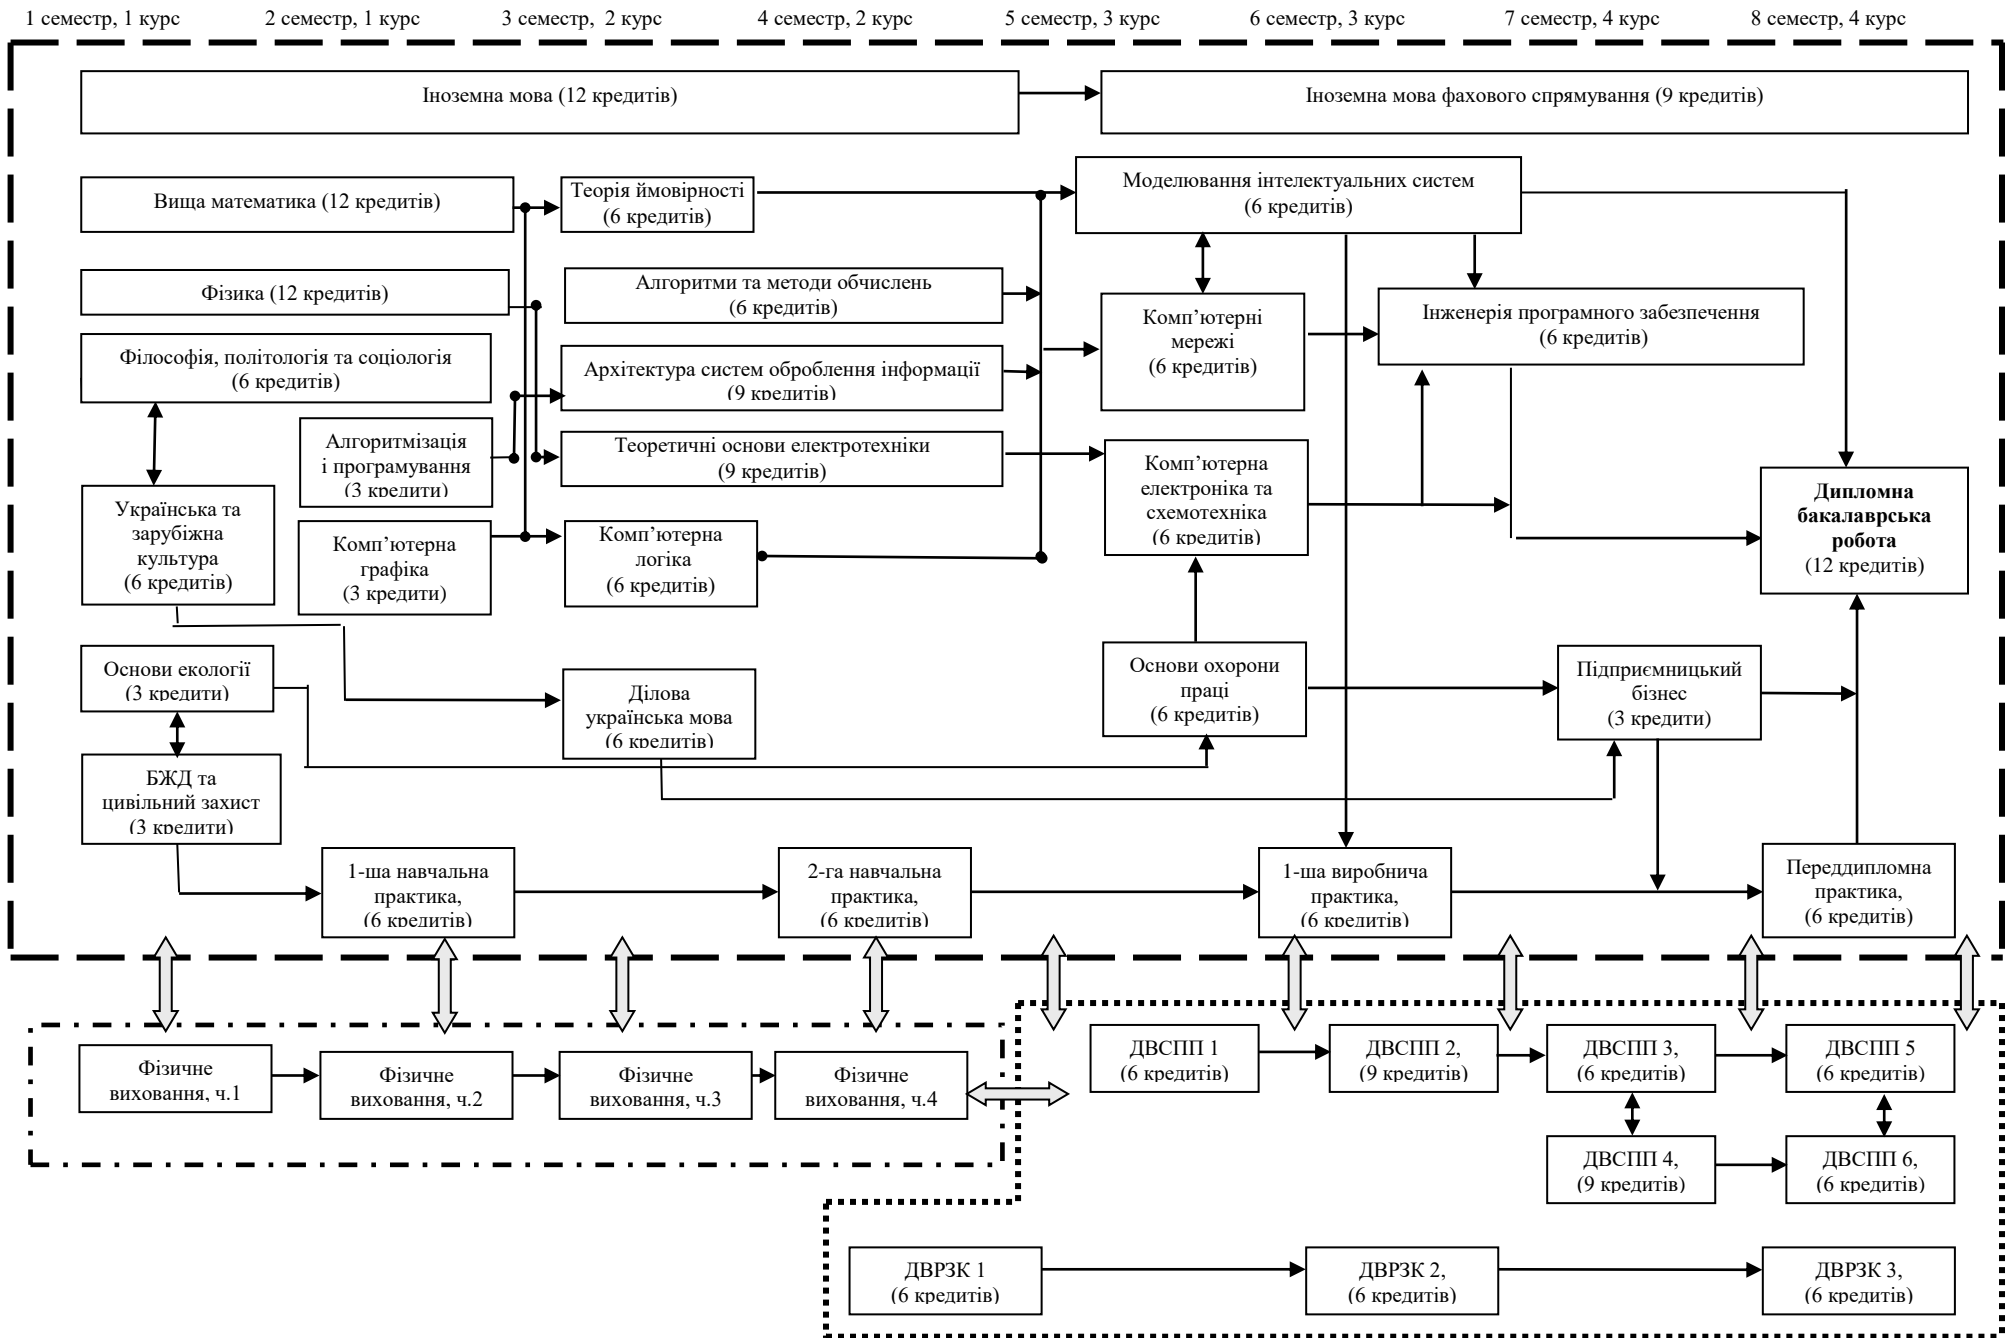 1 семестр, 1 курс
2 семестр, 1 курс
3 семестр, 2 курс
4 семестр, 2 курс
5 семестр, 3 курс
6 семестр, 3 курс
7 семестр, 4 курс
8 семестр, 4 курс
Іноземна мова (12 кредитів)
Іноземна мова фахового спрямування (9 кредитів)
Вища математика (12 кредитів)
Теорія ймовірності
(6 кредитів)
Моделювання інтелектуальних систем
(6 кредитів)
Фізика (12 кредитів)
Алгоритми та методи обчислень
(6 кредитів)
Комп’ютерні
мережі
(6 кредитів)
Інженерія програмного забезпечення
(6 кредитів)
Філософія, політологія та соціологія
(6 кредитів)
Архітектура систем оброблення інформації
(9 кредитів)
Алгоритмізація
і програмування
(3 кредити)
Теоретичні основи електротехніки
(9 кредитів)
Комп’ютерна
електроніка та
схемотехніка
(6 кредитів)
Дипломна
бакалаврська
робота
(12 кредитів)
Українська та
зарубіжна
культура
(6 кредитів)
Комп’ютерна
графіка
(3 кредити)
Комп’ютерна
логіка
(6 кредитів)
Основи екології
(3 кредити)
Ділова
українська мова
(6 кредитів)
Основи охорони
праці
(6 кредитів)
Підприємницький
бізнес
(3 кредити)
БЖД та
цивільний захист
(3 кредити)
1-ша навчальна
практика,
(6 кредитів)
2-га навчальна
практика,
(6 кредитів)
1-ша виробнича
практика,
(6 кредитів)
Переддипломна
практика,
(6 кредитів)
Фізичне
виховання, ч.1
Фізичне
виховання, ч.2
Фізичне
виховання, ч.3
Фізичне
виховання, ч.4
ДВСПП 1
(6 кредитів)
ДВСПП 2,
(9 кредитів)
ДВСПП 3,
(6 кредитів)
ДВСПП 5
(6 кредитів)
ДВСПП 4,
(9 кредитів)
ДВСПП 6,
(6 кредитів)
ДВРЗК 1
(6 кредитів)
ДВРЗК 2,
(6 кредитів)
ДВРЗК 3,
(6 кредитів)